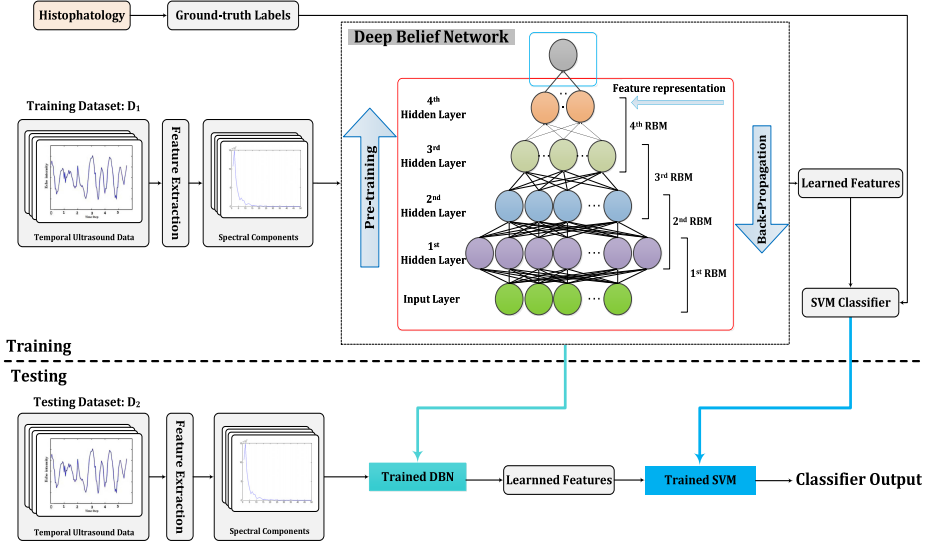 Histophatology
Ground-truth Labels
Deep Belief Network
Training Dataset: D1
Feature Extraction
Temporal Ultrasound Data
Spectral Components
Pre-training
4th
Hidden Layer
3rd
Hidden Layer
2nd
Hidden Layer
1st
Hidden Layer
Input Layer
Feature representation
4th RBM
3rd RBM
2nd RBM
1st RBM
Back-Propagation
Learned Features
SVM Classifier
Training
Testing
Testing Dataset: D2
Feature Extraction
Temporal Ultrasound Data
Spectral Components
Trained DBN
Learnned Features
Trained SVM
Classifier Output